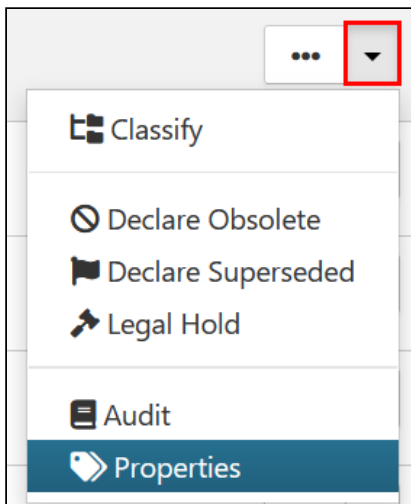 Classify
Declare Obsolete
Declare Superseded
Legal Hold
Audit
Properties